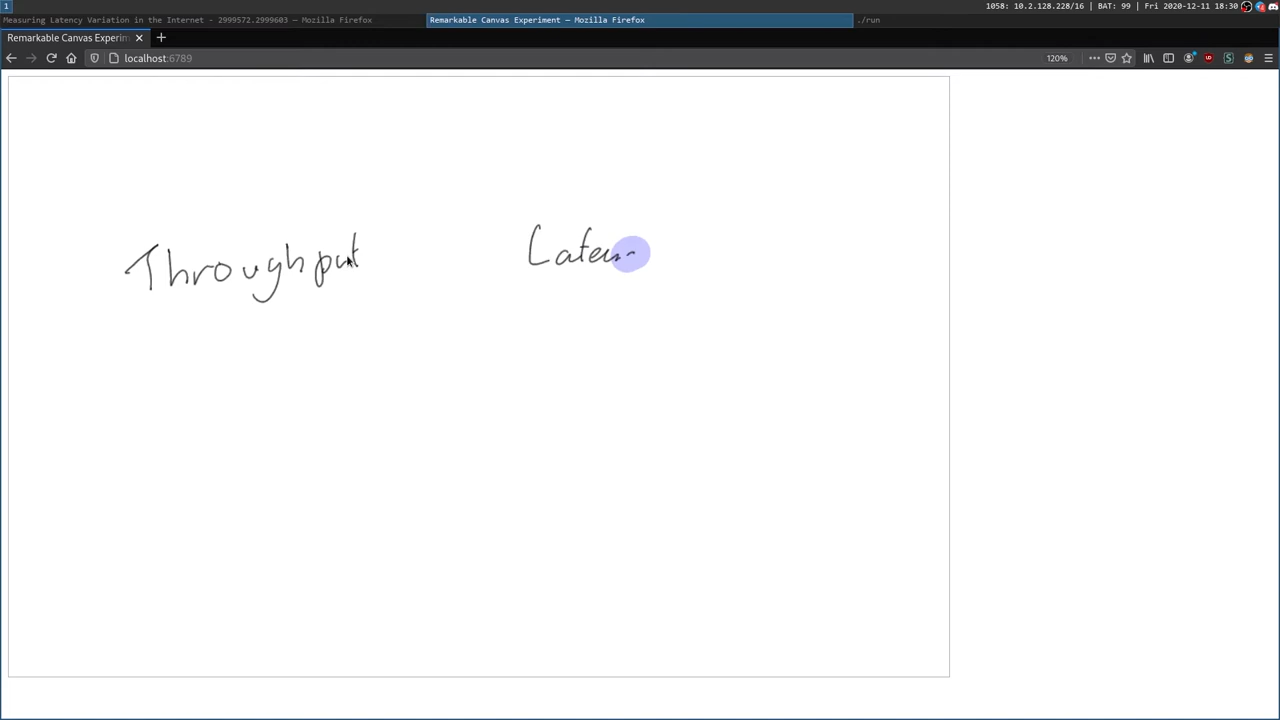 1 1058: 10.2.128.228/16 | BAT: 99 | Fri 2020-12-11 18:30
Measuring Latency Variation in the Internet - 2999572.2999603 — Mozilla Firefox Remarkable Canvas Experiment — Mozilla Firefox ./run
Remarkable Canvas Experim
localhost:6789 120%
Throughput Laten